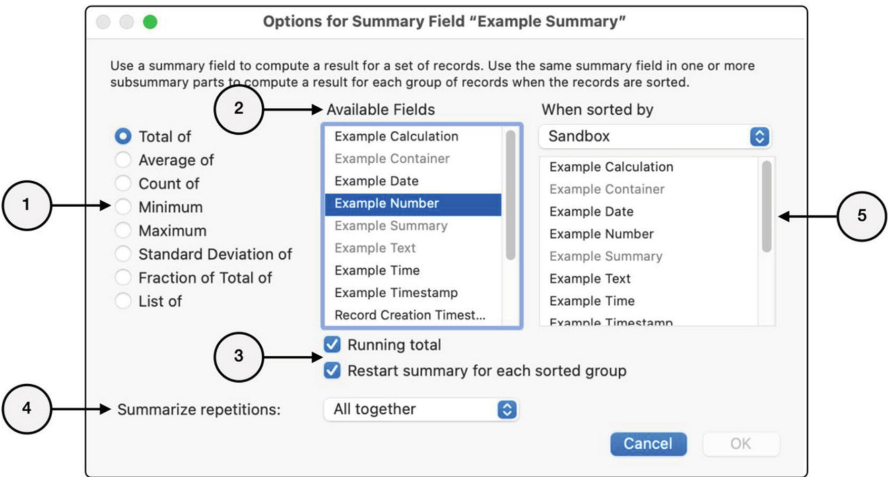 Options for Summary Field “Example Summary”
Use a summary field to compute a result for a set of records. Use the same summary field in one or more
subsummary parts to compute a result for each group of records when the records are sorted.
1
Total of
Average of
Count of
Minimum
Maximum
Standard Deviation of
Fraction of Total of
List of
2
Available Fields
Example Calculation
Example Container
Example Date
Example Number
Example Summary
Example Text
Example Time
Example Timestamp
Record Creation Timest...
When sorted by
Sandbox
Example Calculation
Example Container
Example Date
Example Number
Example Summary
Example Text
Example Time
Example Timestamp
5
3
Running total
Restart summary for each sorted group
4
Summarize repetitions:
All together
Cancel
OK